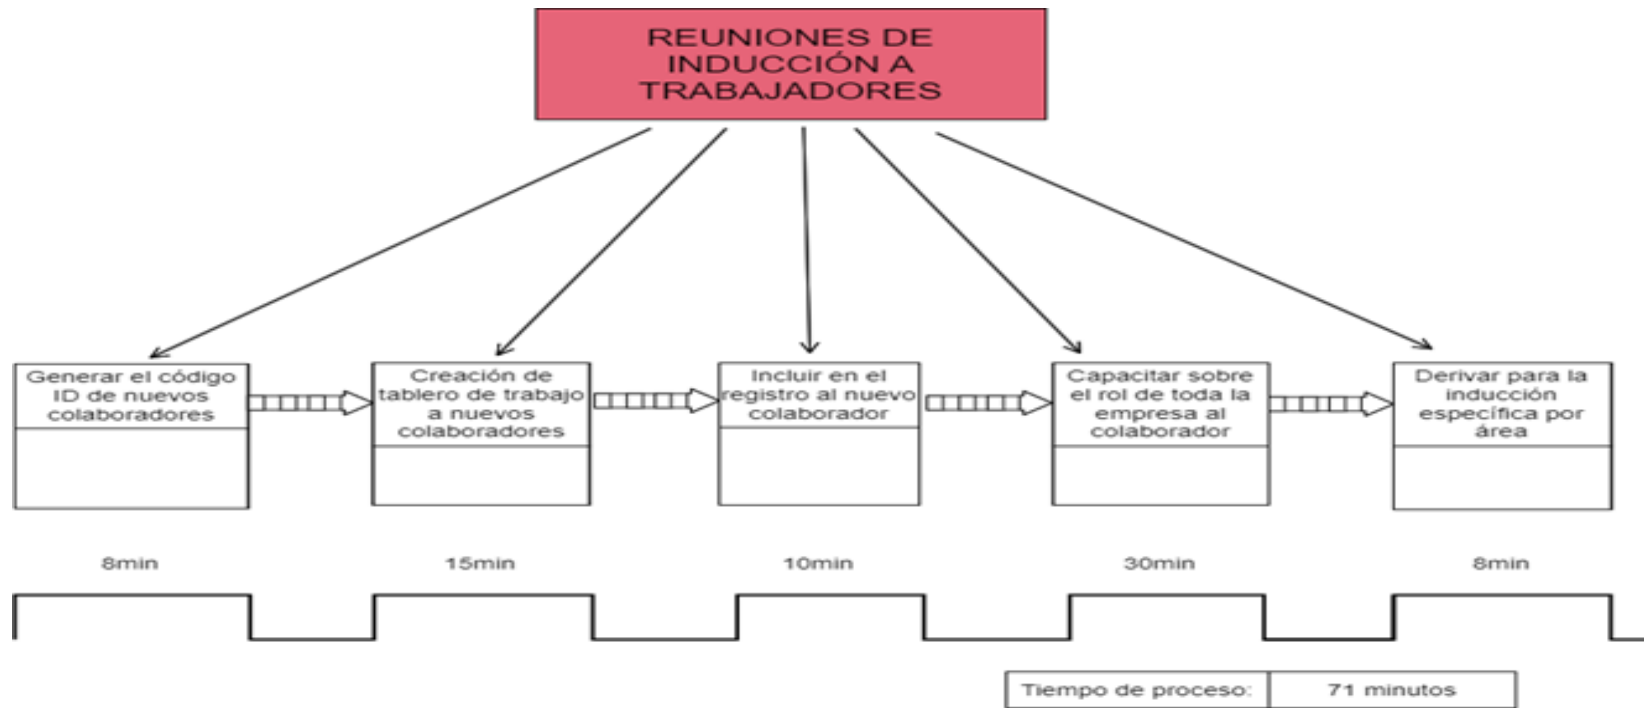 REUNIONES DE
INDUCCIÓN A
TRABAJADORES
Generar el código
ID de nuevos
colaboradores
Creación de
tablero de trabajo
a nuevos
colaboradores
Incluir en el
registro al nuevo
colaborador
Capacitar sobre
el rol de toda la
empresa al
colaborador
Derivar para la
inducción
específica por
área
8min
15min
10min
30min
8min
Tiempo de proceso: 71 minutos